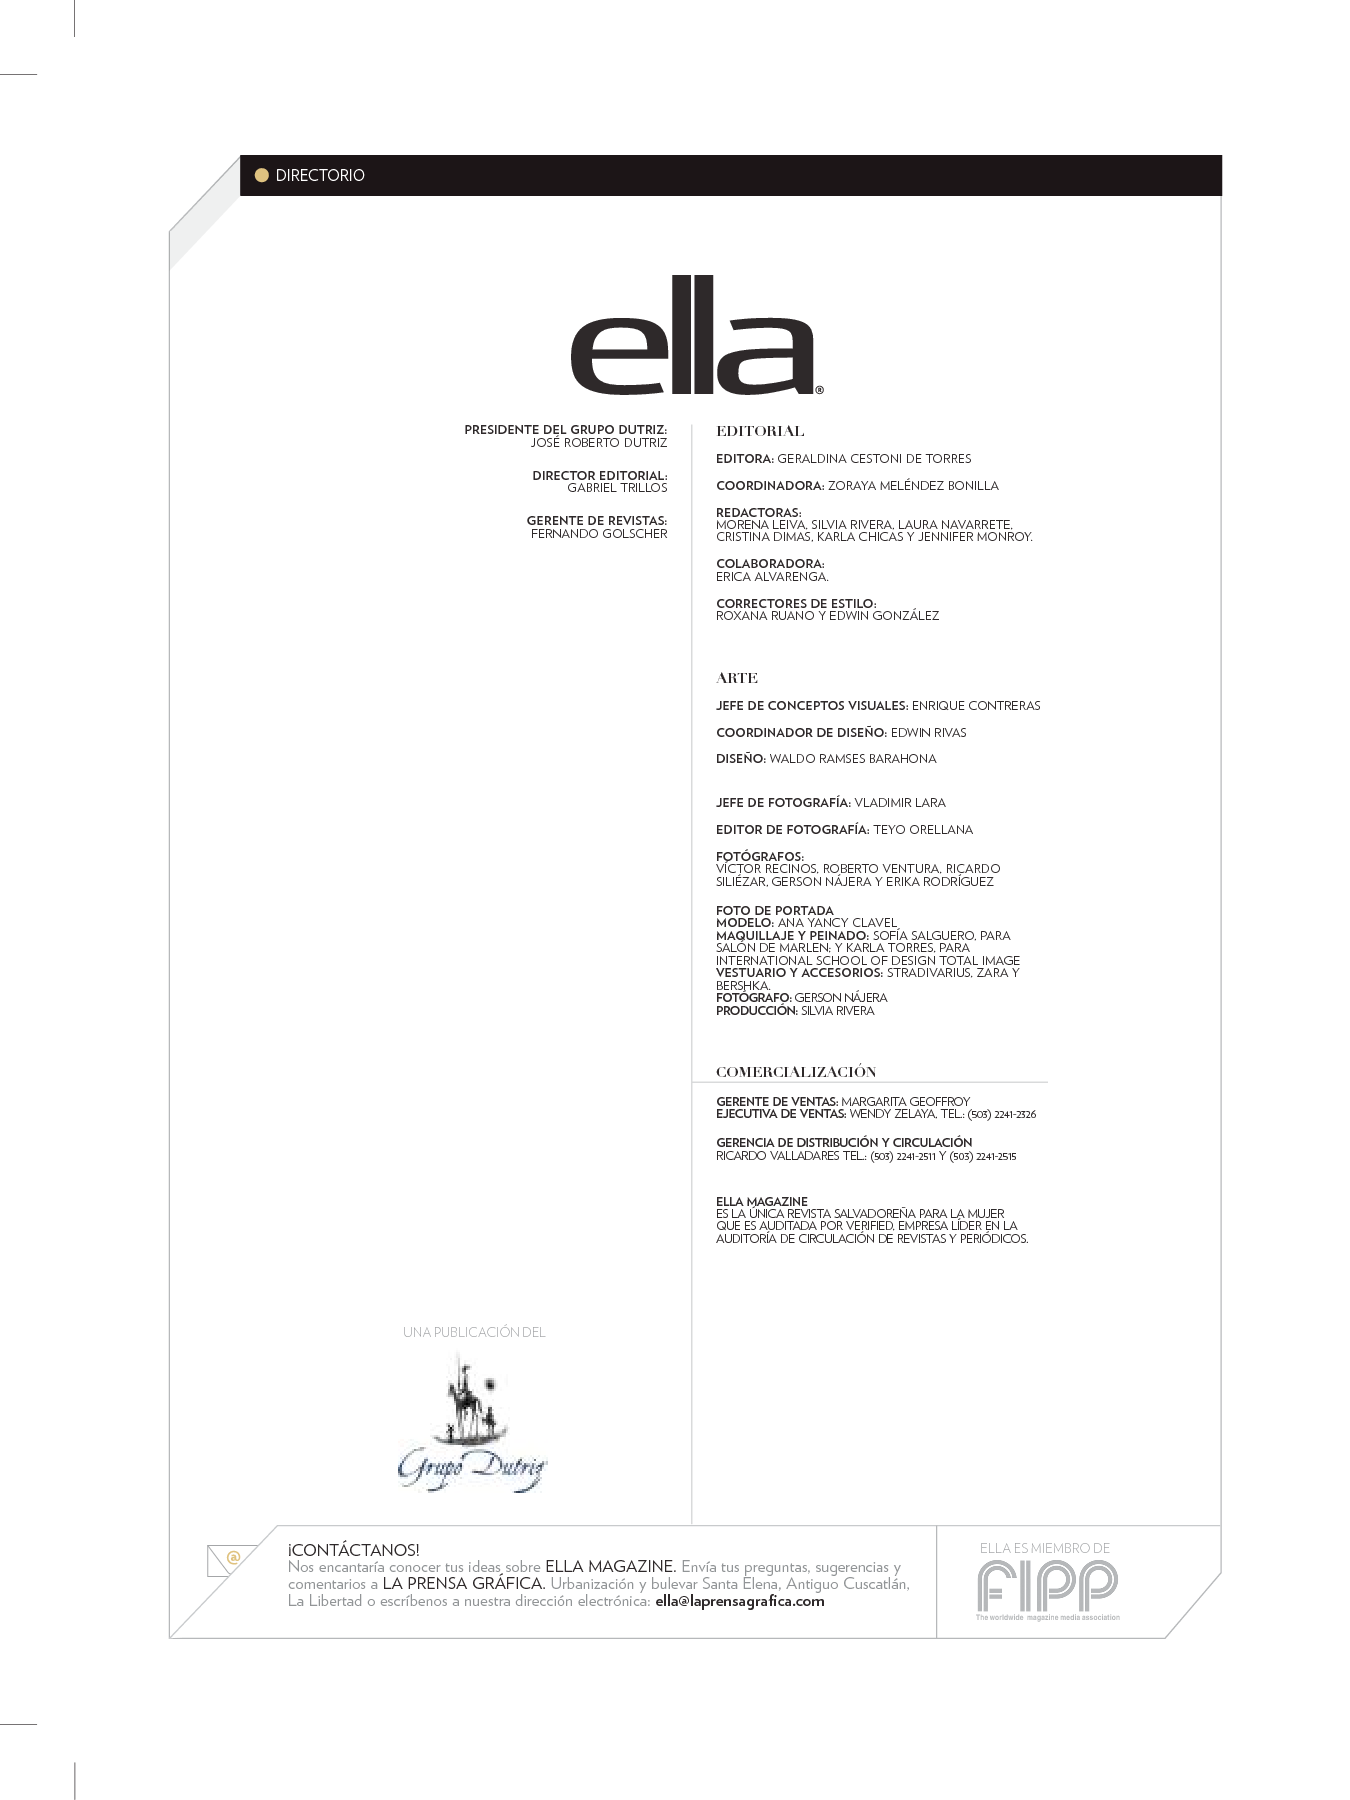 DIRECTORIO
ella®
PRESIDENTE DEL GRUPO DUTRIZ:
JOSÉ ROBERTO DUTRIZ
DIRECTOR EDITORIAL:
GABRIEL TRILLOS
GERENTE DE REVISTAS:
FERNANDO GOLSCHER
EDITORIAL
EDITORA: GERALDINA CESTONI DE TORRES
COORDINADORA: ZORAYA MELÉNDEZ BONILLA
REDACTORAS:
MORENA LEIVA, SILVIA RIVERA, LAURA NAVARRETE,
CRISTINA DIMAS, KARLA CHICAS Y JENNIFER MONROY.
COLABORADORA:
ERICA ALVARENGA.
CORRECTORES DE ESTILO:
ROXANA RUANO Y EDWIN GONZÁLEZ
ARTE
JEFE DE CONCEPTOS VISUALES: ENRIQUE CONTRERAS
COORDINADOR DE DISEÑO: EDWIN RIVAS
DISEÑO: WALDO RAMSES BARAHONA
JEFE DE FOTOGRAFÍA: VLADIMIR LARA
EDITOR DE FOTOGRAFÍA: TEYO ORELLANA
FOTÓGRAFOS:
VÍCTOR RECINOS, ROBERTO VENTURA, RICARDO
SILIÉZAR, GERSON NÁJERA Y ERIKA RODRÍGUEZ
FOTO DE PORTADA
MODELO: ANA YANCY CLAVEL
MAQUILLAJE Y PEINADO: SOFÍA SALGUERO, PARA
SALÓN DE MARLEN; Y KARLA TORRES, PARA
INTERNATIONAL SCHOOL OF DESIGN TOTAL IMAGE
VESTUARIO Y ACCESORIOS: STRADIVARIUS, ZARA Y
BERSHKA.
FOTÓGRAFO: GERSON NÁJERA
PRODUCCIÓN: SILVIA RIVERA
COMERCIALIZACIÓN
GERENTE DE VENTAS: MARGARITA GEOFFROY
EJECUTIVA DE VENTAS: WENDY ZELAYA, TEL.: (503) 2241-2326
GERENCIA DE DISTRIBUCIÓN Y CIRCULACIÓN
RICARDO VALLADARES TEL.: (503) 2241-2511 Y (503) 2241-2515
ELLA MAGAZINE
ES LA ÚNICA REVISTA SALVADOREÑA PARA LA MUJER
QUE ES AUDITADA POR VERIFIED, EMPRESA LÍDER EN LA
AUDITORÍA DE CIRCULACIÓN DE REVISTAS Y PERIÓDICOS.
UNA PUBLICACIÓN DEL
Grupo Dutriz
@
¡CONTÁCTANOS!
Nos encantaría conocer tus ideas sobre ELLA MAGAZINE. Envía tus preguntas, sugerencias y
comentarios a LA PRENSA GRÁFICA. Urbanización y bulevar Santa Elena, Antiguo Cuscatlán,
La Libertad o escríbenos a nuestra dirección electrónica: ella@laprensagrafica.com
ELLA ES MIEMBRO DE
FIPP
The worldwide magazine media association